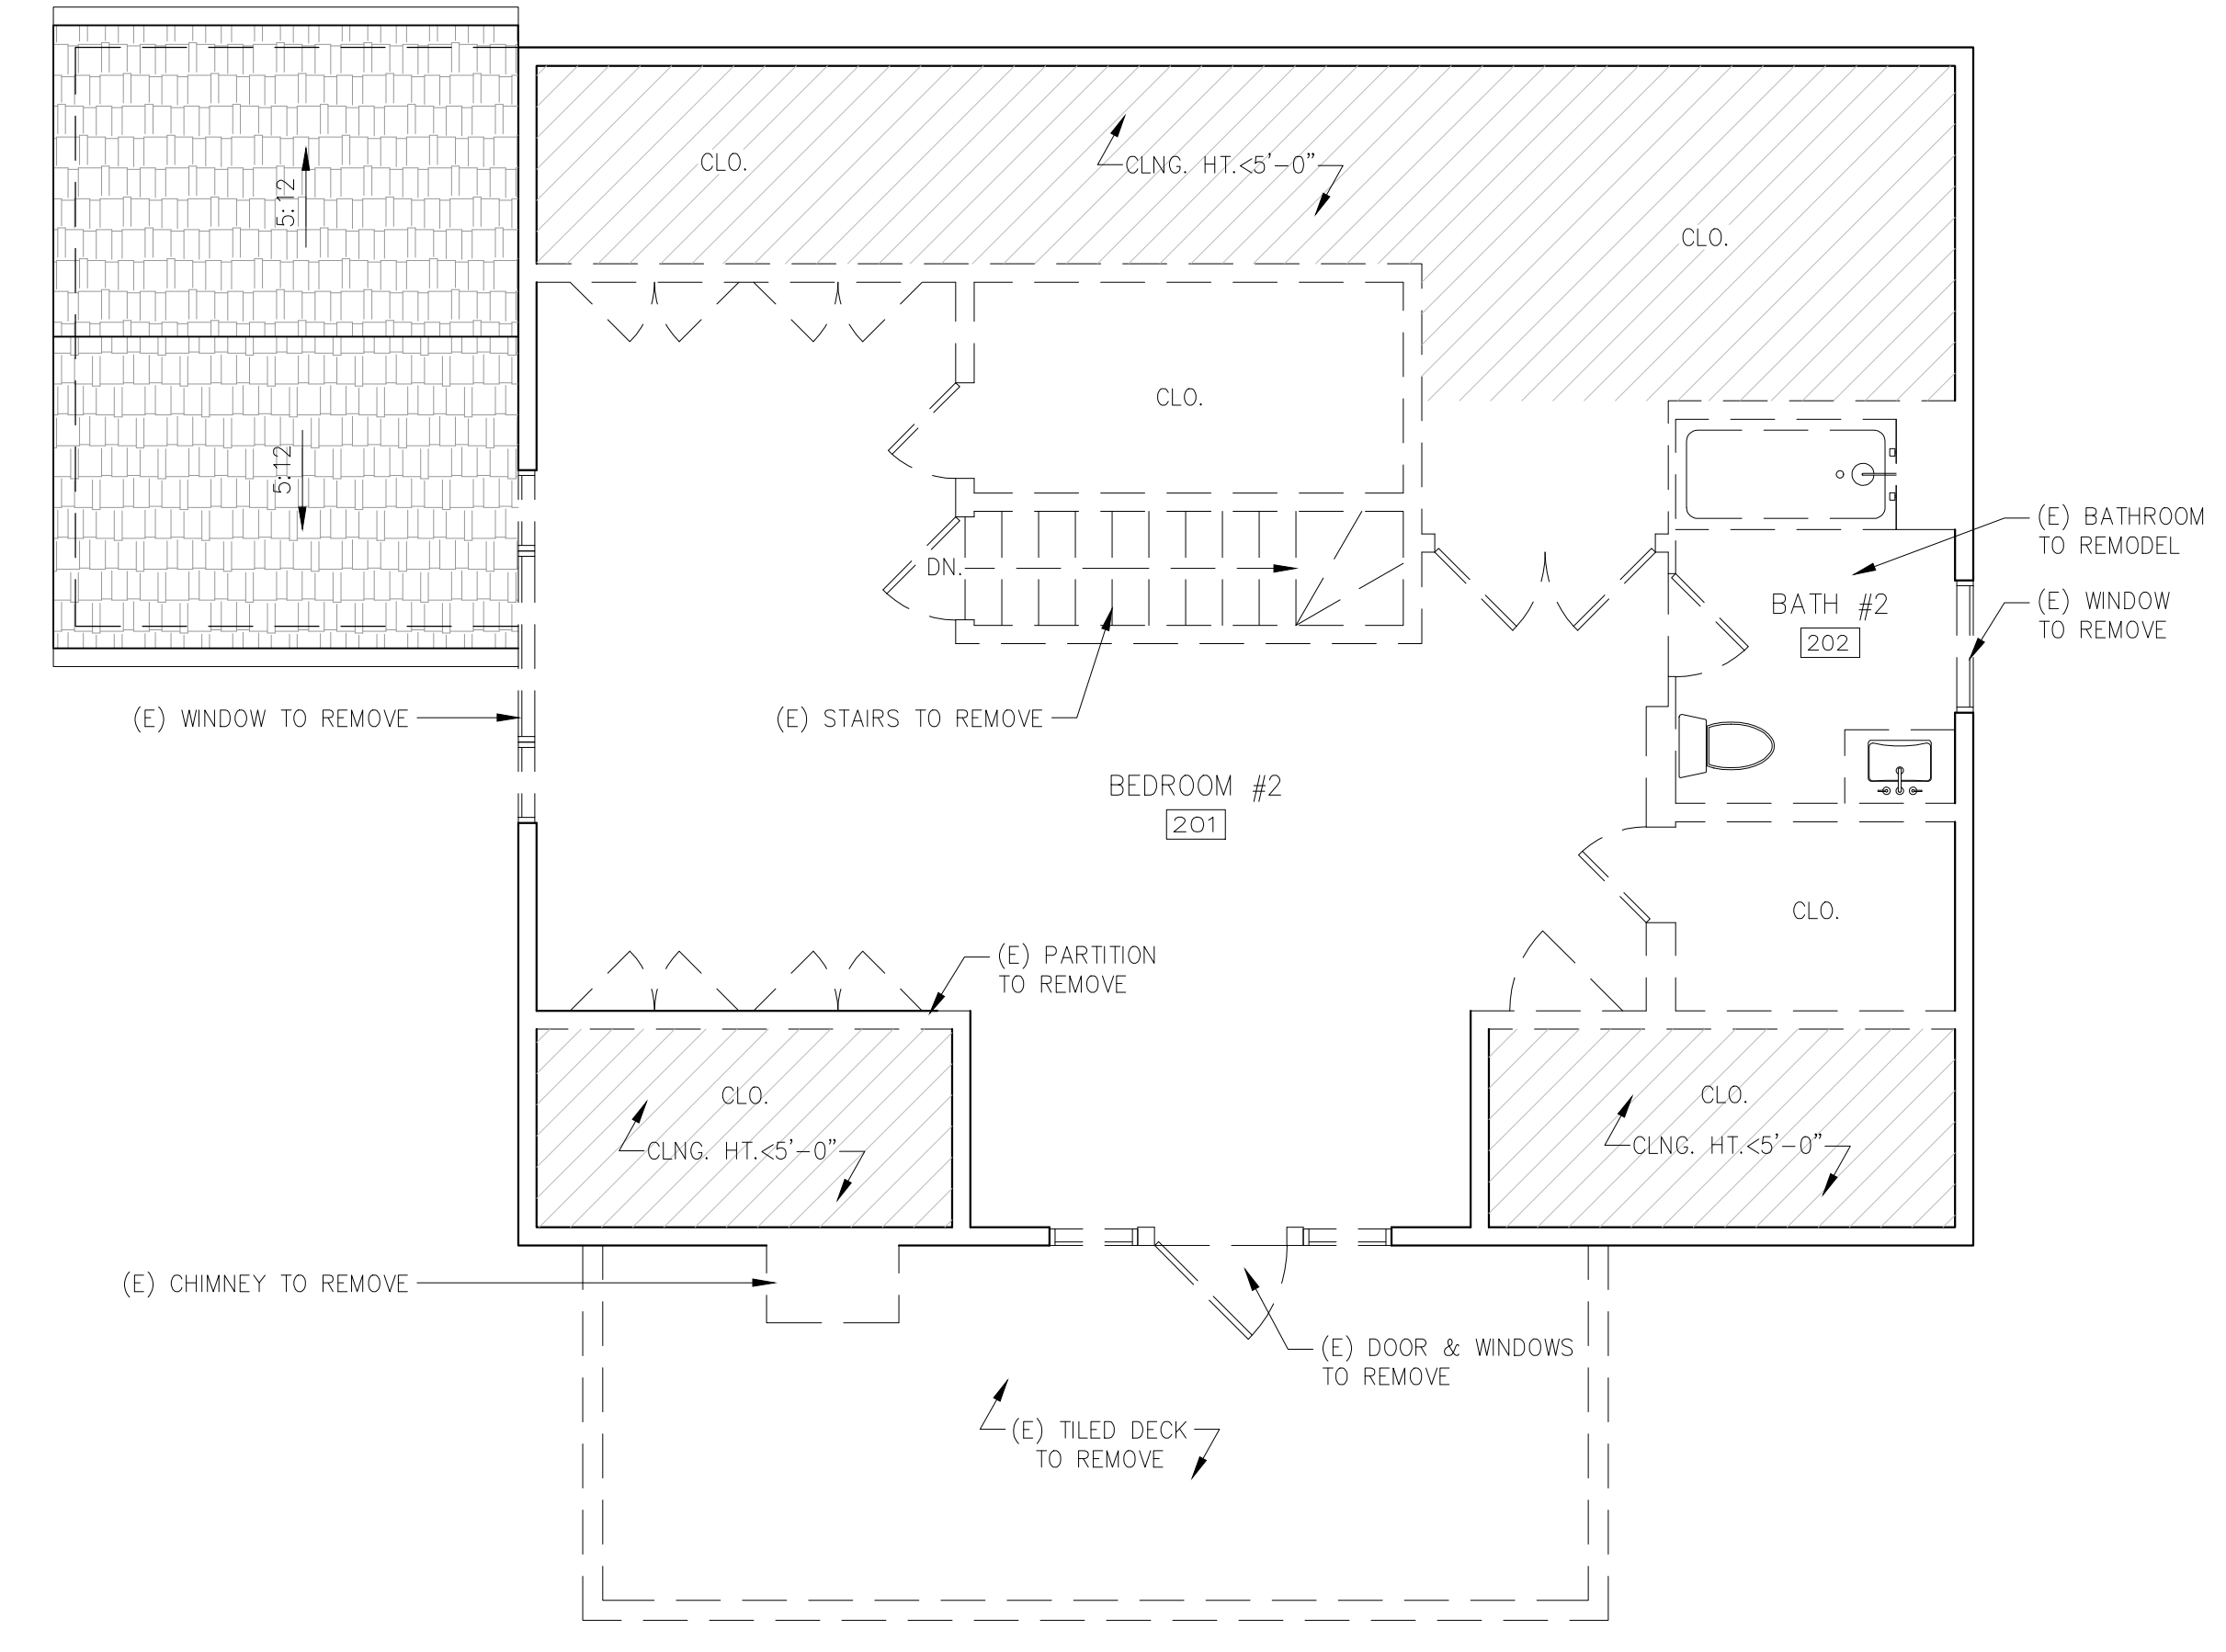 CLO.
CLNG. HT.<5'-0"
5:12
CLO.
CLO.
5:12
(E) BATHROOM
TO REMODEL
DN.
BATH #2
202
(E) WINDOW
TO REMOVE
(E) WINDOW TO REMOVE
(E) STAIRS TO REMOVE
BEDROOM #2
201
CLO.
(E) PARTITION
TO REMOVE
CLO.
CLNG. HT.<5'-0"
CLO.
CLNG. HT.<5'-0"
(E) CHIMNEY TO REMOVE
(E) DOOR & WINDOWS
TO REMOVE
(E) TILED DECK
TO REMOVE